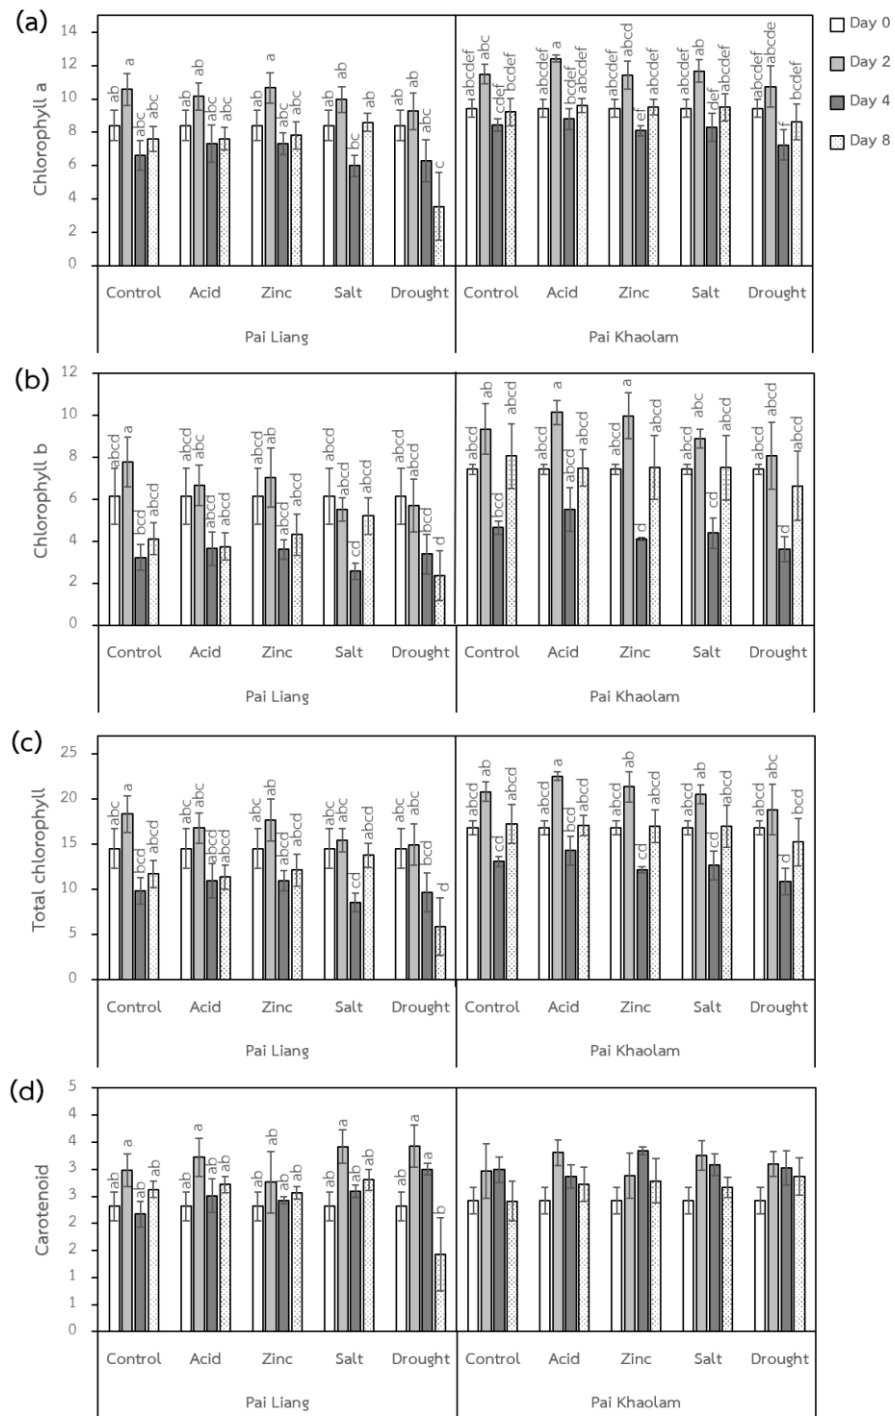 (a)
Chlorophyll a
14
12
10
8
6
4
2
0
ab a abc abc ab ab abc abc ab a abc abc ab ab bc ab ab ab abc c
abcdef abc cdef bcdef abcdef a bcdef abcdef abcdef abcd ef abcdef abcdef ab def abcdef abcdef abcde f bcdef
Day 0
Day 2
Day 4
Day 8
Control Acid Zinc Salt Drought Control Acid Zinc Salt Drought
Pai Liang Pai Khaolam
(b)
Chlorophyll b
12
10
8
6
4
2
0
abcd a bcd abcd abcd abc abcd abcd abcd ab abcd abcd abcd abcd cd abcd abcd abcd bcd d
abcd ab bcd abcd abcd a abcd abcd abcd a d abcd abcd abc cd abcd abcd abcd d abcd
Control Acid Zinc Salt Drought Control Acid Zinc Salt Drought
Pai Liang Pai Khaolam
(c)
Total chlorophyll
25
20
15
10
5
0
abc a bcd abcd abc abc abcd abcd abc ab bcd abcd abc abc cd abcd abc abc bcd d
abcd ab bcd abcd abcd a abcd abcd abcd ab cd abcd abcd ab cd abcd abcd abc d bcd
Control Acid Zinc Salt Drought Control Acid Zinc Salt Drought
Pai Liang Pai Khaolam
(d)
Carotenoid
5
4
4
3
3
2
2
1
1
0
ab a ab ab ab a ab ab ab ab ab ab ab a ab ab ab a a b
Control Acid Zinc Salt Drought Control Acid Zinc Salt Drought
Pai Liang Pai Khaolam